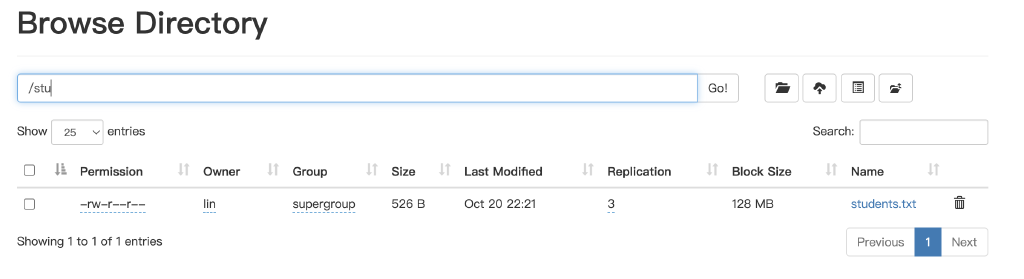 Browse Directory
/stu Go!
Show 25 entries Search:
Permission Owner Group Size Last Modified Replication Block Size Name
-rw-r--r-- lin supergroup 526 B Oct 20 22:21 3 128 MB students.txt
Showing 1 to 1 of 1 entries Previous 1 Next